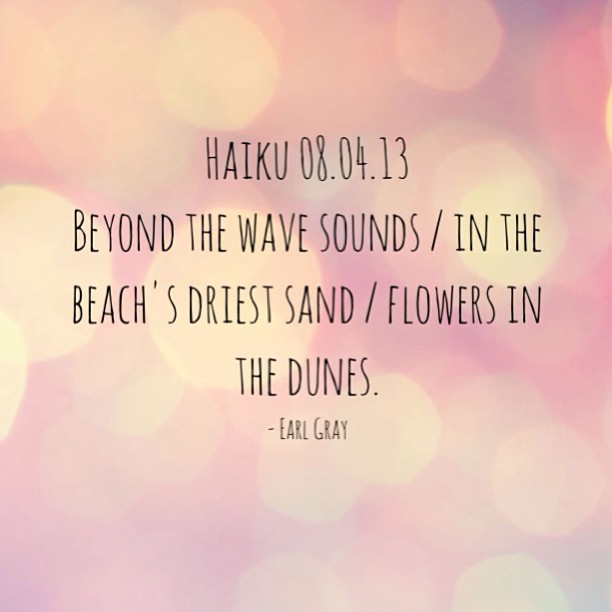 Haiku 08.04.13
Beyond the wave sounds / in the
beach's driest sand / flowers in
the dunes.
- Earl Gray